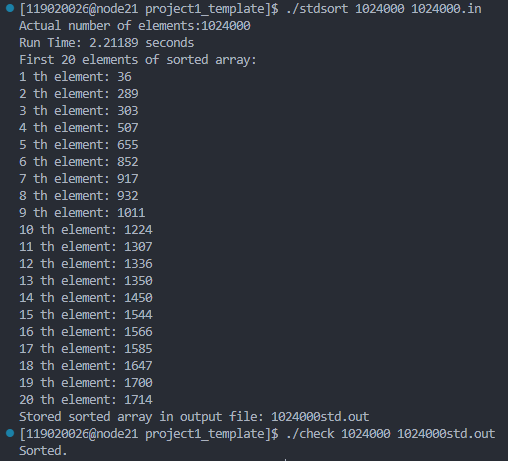 [119020026@node21 project1_template]$ ./stdsort 1024000 1024000.in
Actual number of elements:1024000
Run Time: 2.21189 seconds
First 20 elements of sorted array:
1 th element: 36
2 th element: 289
3 th element: 303
4 th element: 507
5 th element: 655
6 th element: 852
7 th element: 917
8 th element: 932
9 th element: 1011
10 th element: 1224
11 th element: 1307
12 th element: 1336
13 th element: 1350
14 th element: 1450
15 th element: 1544
16 th element: 1566
17 th element: 1585
18 th element: 1647
19 th element: 1700
20 th element: 1714
Stored sorted array in output file: 1024000std.out
[119020026@node21 project1_template]$ ./check 1024000 1024000std.out
Sorted.